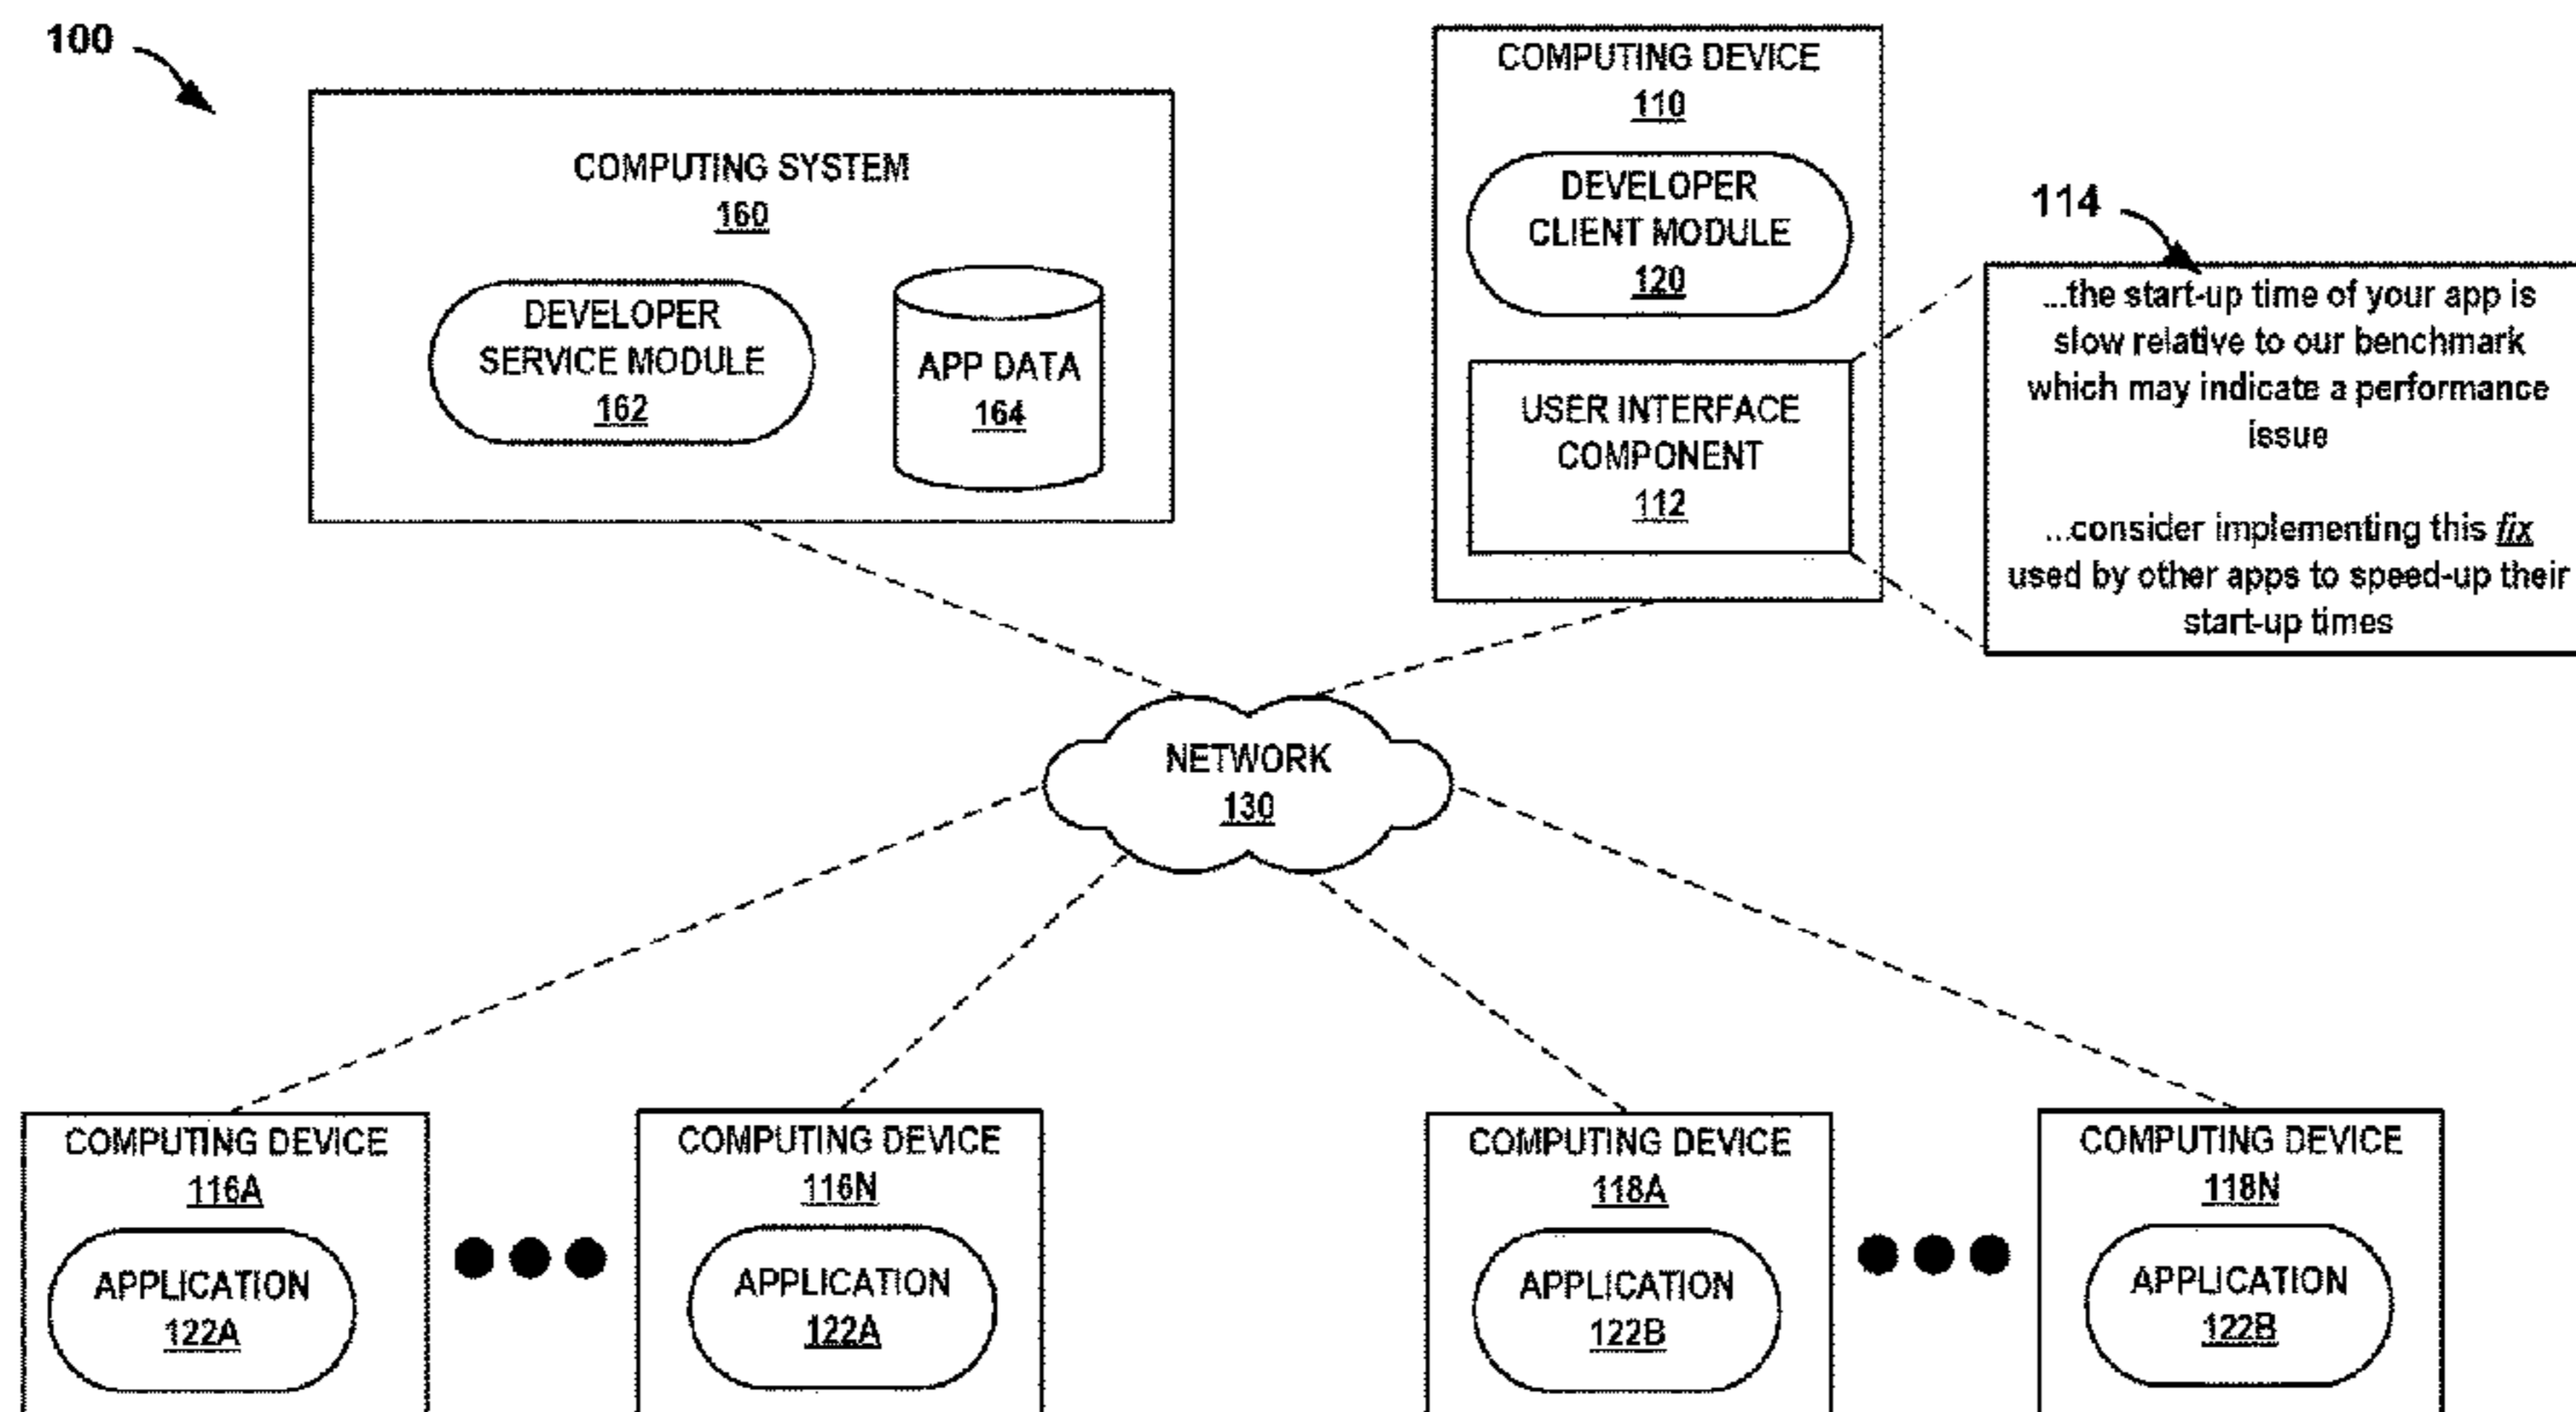 100
COMPUTING SYSTEM
160
DEVELOPER
SERVICE MODULE
162
APP DATA
164
COMPUTING DEVICE
110
DEVELOPER
CLIENT MODULE
120
USER INTERFACE
COMPONENT
112
114
...the start-up time of your app is
slow relative to our benchmark
which may indicate a performance
issue
...consider implementing this fix
used by other apps to speed-up their
start-up times
NETWORK
130
COMPUTING DEVICE
116A
APPLICATION
122A
COMPUTING DEVICE
116N
APPLICATION
122A
COMPUTING DEVICE
118A
APPLICATION
122B
COMPUTING DEVICE
118N
APPLICATION
122B